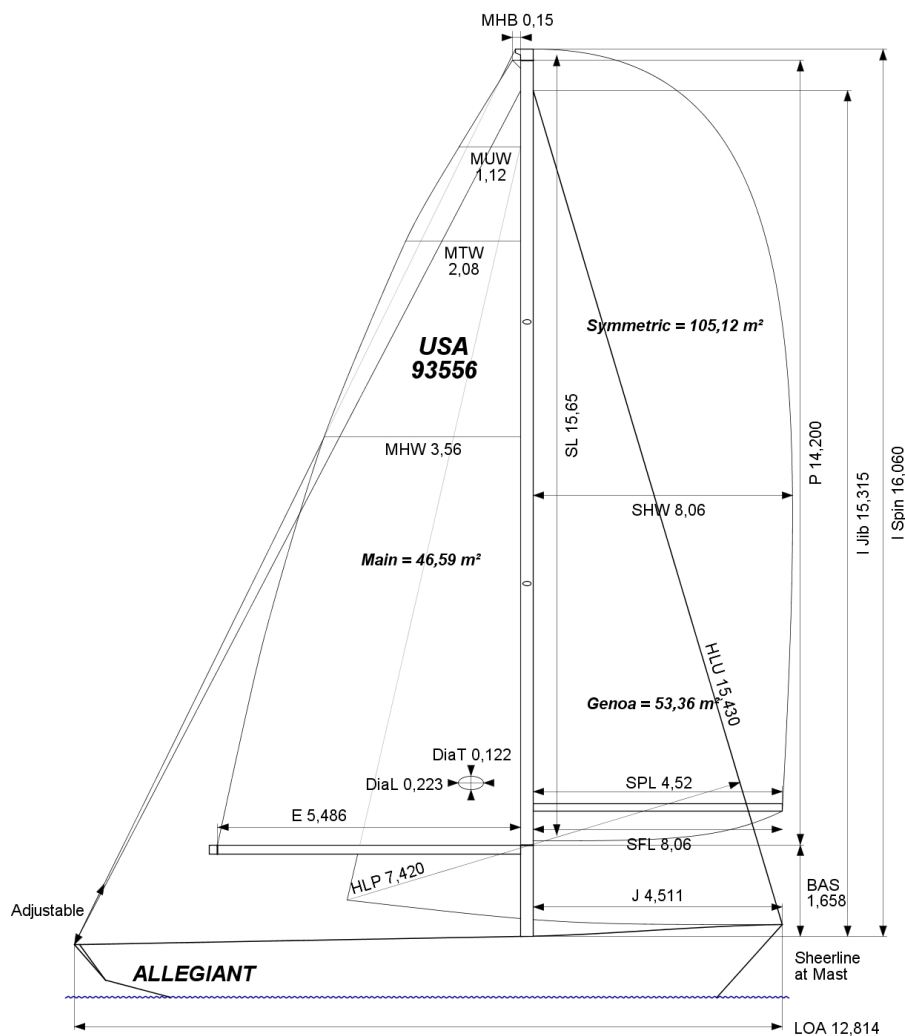 MHB 0,15
MUW
1,12
MTW
2,08
Symmetric = 105,12 m²
USA
93556
SL 15,65
P 14,200
MHW 3,56
I Jib 15,315
I Spin 16,060
SHW 8,06
Main = 46,59 m²
HLU 15,430
Genoa = 53,36 m²
DiaT 0,122
DiaL 0,223
SPL 4,52
E 5,486
SFL 8,06
HLP 7,420
BAS
1,658
J 4,511
Adjustable
ALLEGIANT
Sheerline
at Mast
LOA 12,814